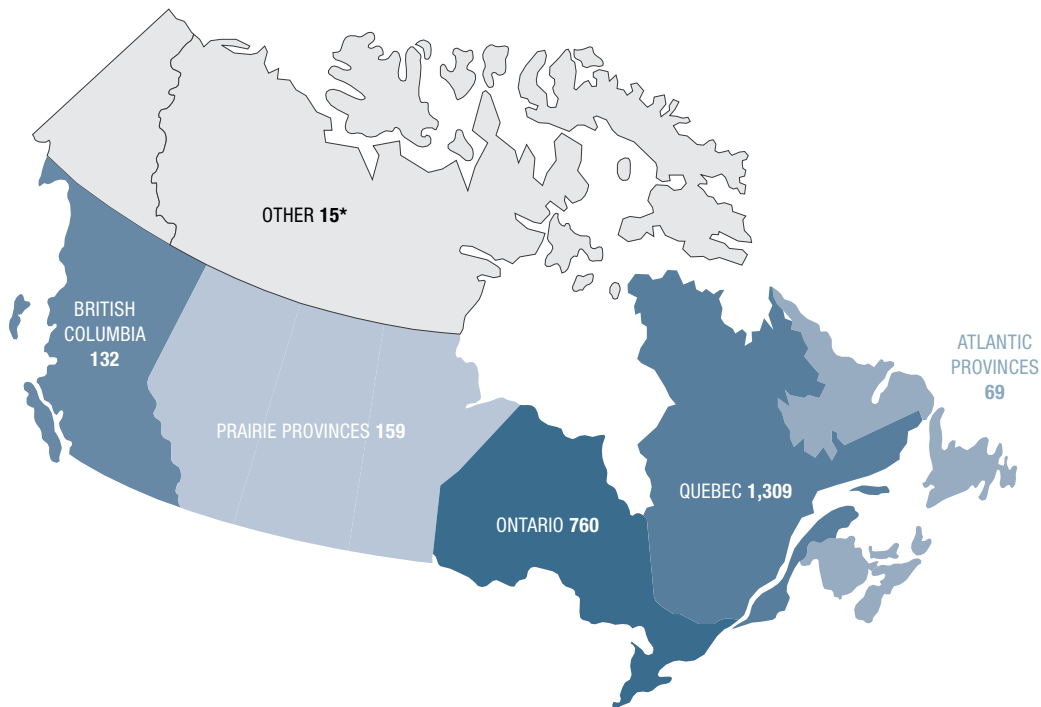 OTHER 15*
BRITISH
COLUMBIA
132
ATLANTIC
PROVINCES
69
PRAIRIE PROVINCES 159
QUEBEC 1,309
ONTARIO 760